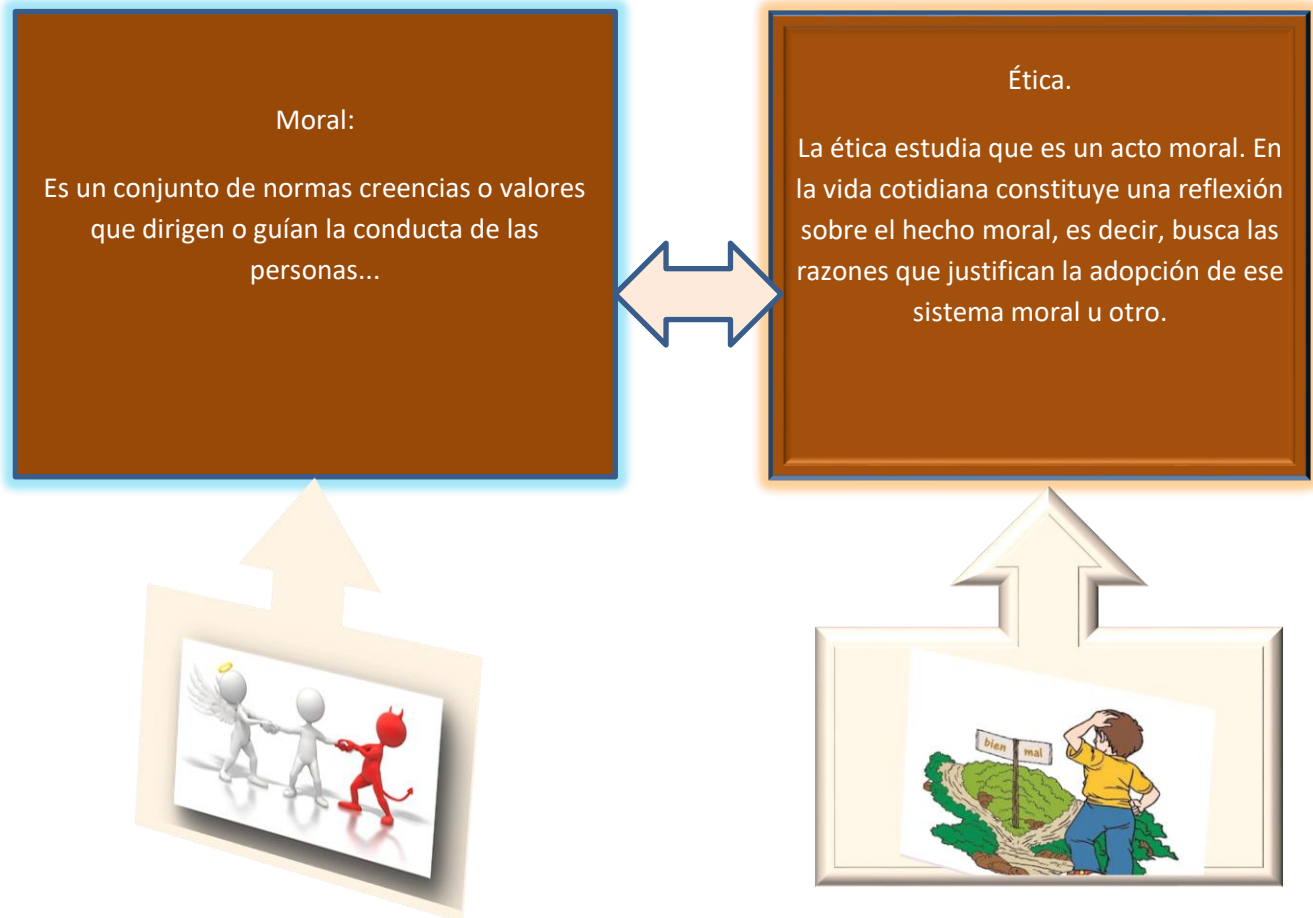 Moral:
Es un conjunto de normas creencias o valores
que dirigen o guían la conducta de las
personas...
Ética.
La ética estudia que es un acto moral. En
la vida cotidiana constituye una reflexión
sobre el hecho moral, es decir, busca las
razones que justifican la adopción de ese
sistema moral u otro.
bien
mal